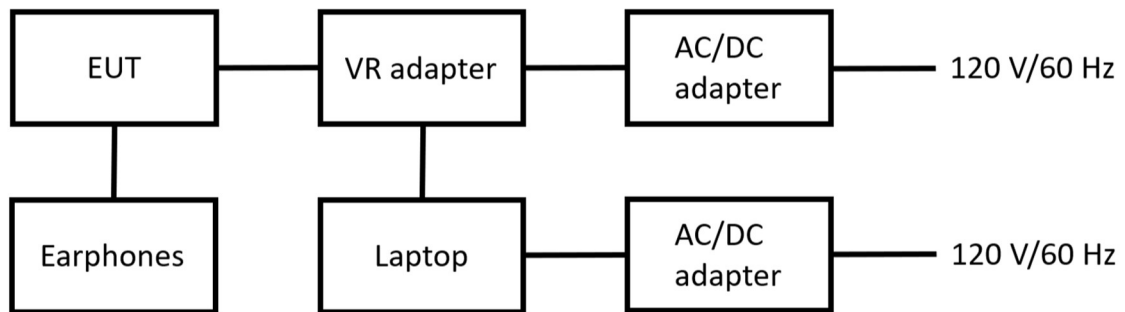 EUT
VR adapter
AC/DC
adapter
120 V/60 Hz
Earphones
Laptop
AC/DC
adapter
120 V/60 Hz